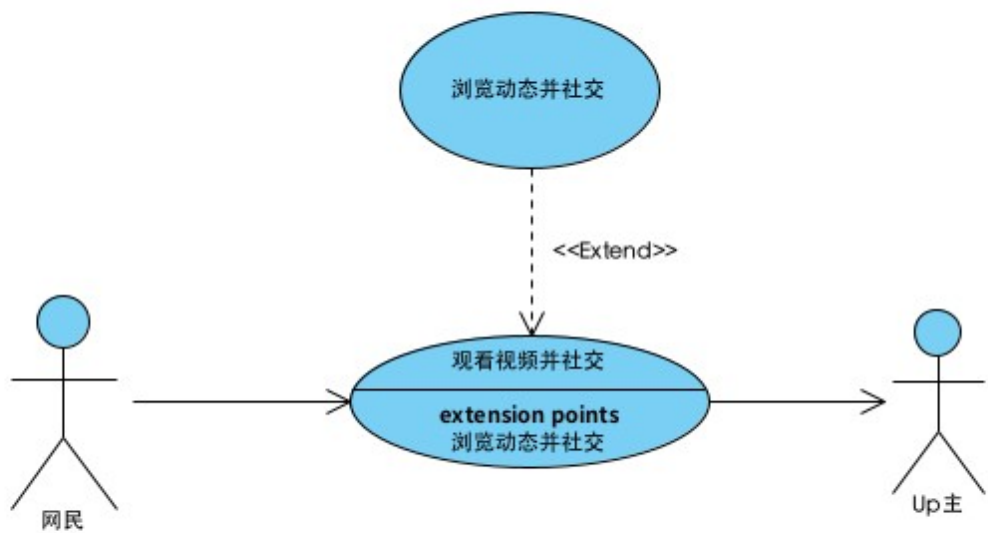 浏览动态并社交
<<Extend>>
观看视频并社交
extension points
浏览动态并社交
网民
Up主